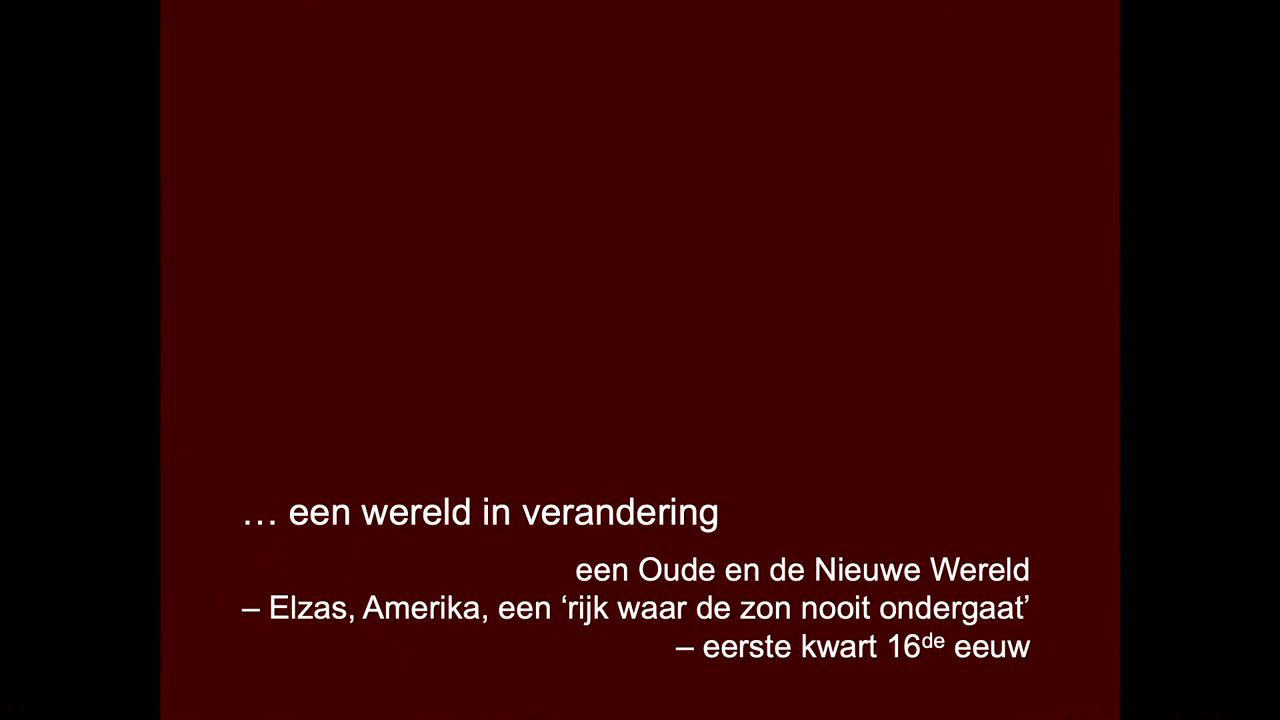 … een wereld in verandering
een Oude en de Nieuwe Wereld
– Elzas, Amerika, een ‘rijk waar de zon nooit ondergaat’
– eerste kwart 16de eeuw